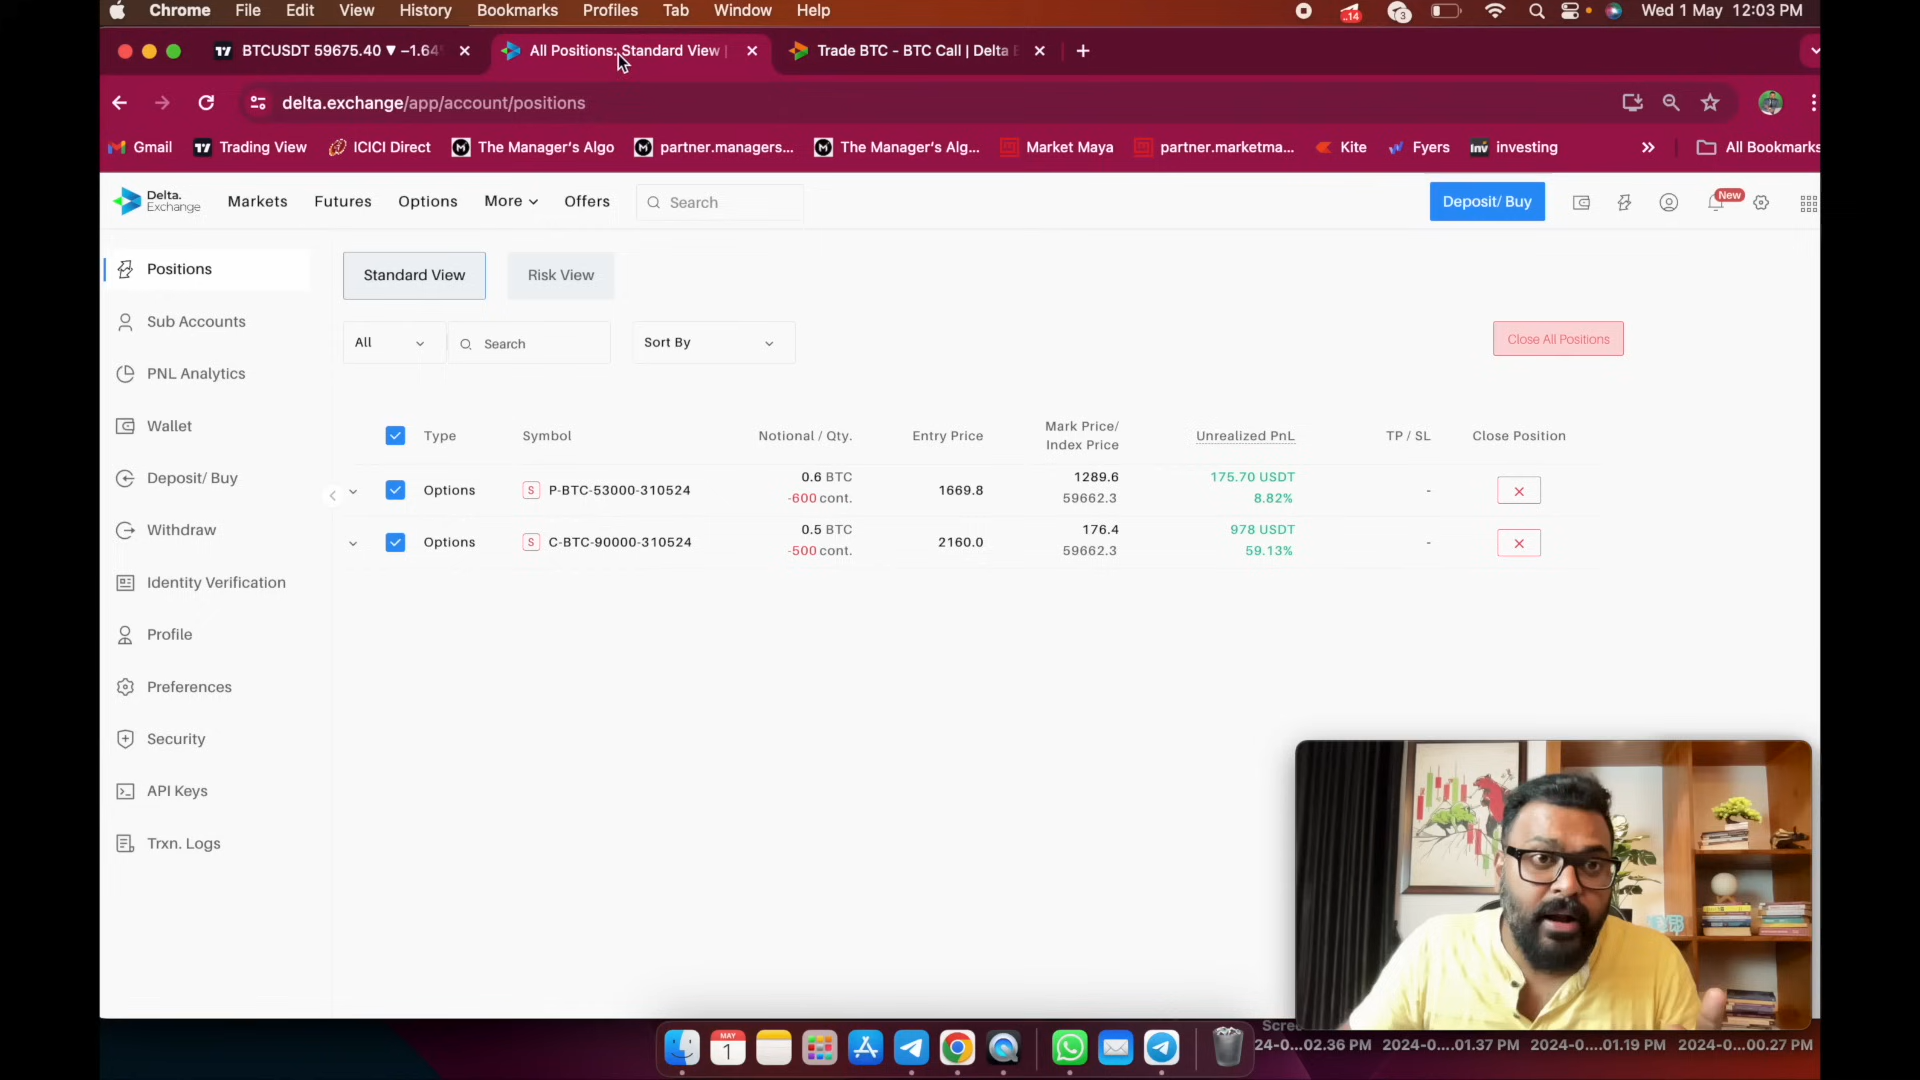 Chrome File Edit View History Bookmarks Profiles Tab Window Help 14 3 Wed 1 May 12:03 PM
BTCUSDT 59675.40 ▼ −1.64 All Positions: Standard View | Trade BTC - BTC Call | Delta E
delta.exchange/app/account/positions
Gmail Trading View ICICI Direct The Manager's Algo partner.managers... The Manager's Alg... Market Maya partner.marketma... Kite Fyers Inv investing » All Bookmarks
Delta. Exchange Markets Futures Options More Offers Search Deposit/ Buy New
Positions
Sub Accounts
PNL Analytics
Wallet
Deposit/ Buy
Withdraw
Identity Verification
Profile
Preferences
Security
API Keys
Trxn. Logs
Standard View Risk View
All Search Sort By Close All Positions
Type Symbol Notional / Qty. Entry Price Mark Price/ Index Price Unrealized PnL TP / SL Close Position
Options S P-BTC-53000-310524 0.6 BTC 1669.8 1289.6 175.70 USDT -
-600 cont. 59662.3 8.82%
Options S C-BTC-90000-310524 0.5 BTC 2160.0 176.4 978 USDT -
-500 cont. 59662.3 59.13%
MAY
1
Scre
24-0....02.36 PM 2024-0....01.37 PM 2024-0....01.19 PM 2024-0....00.27 PM